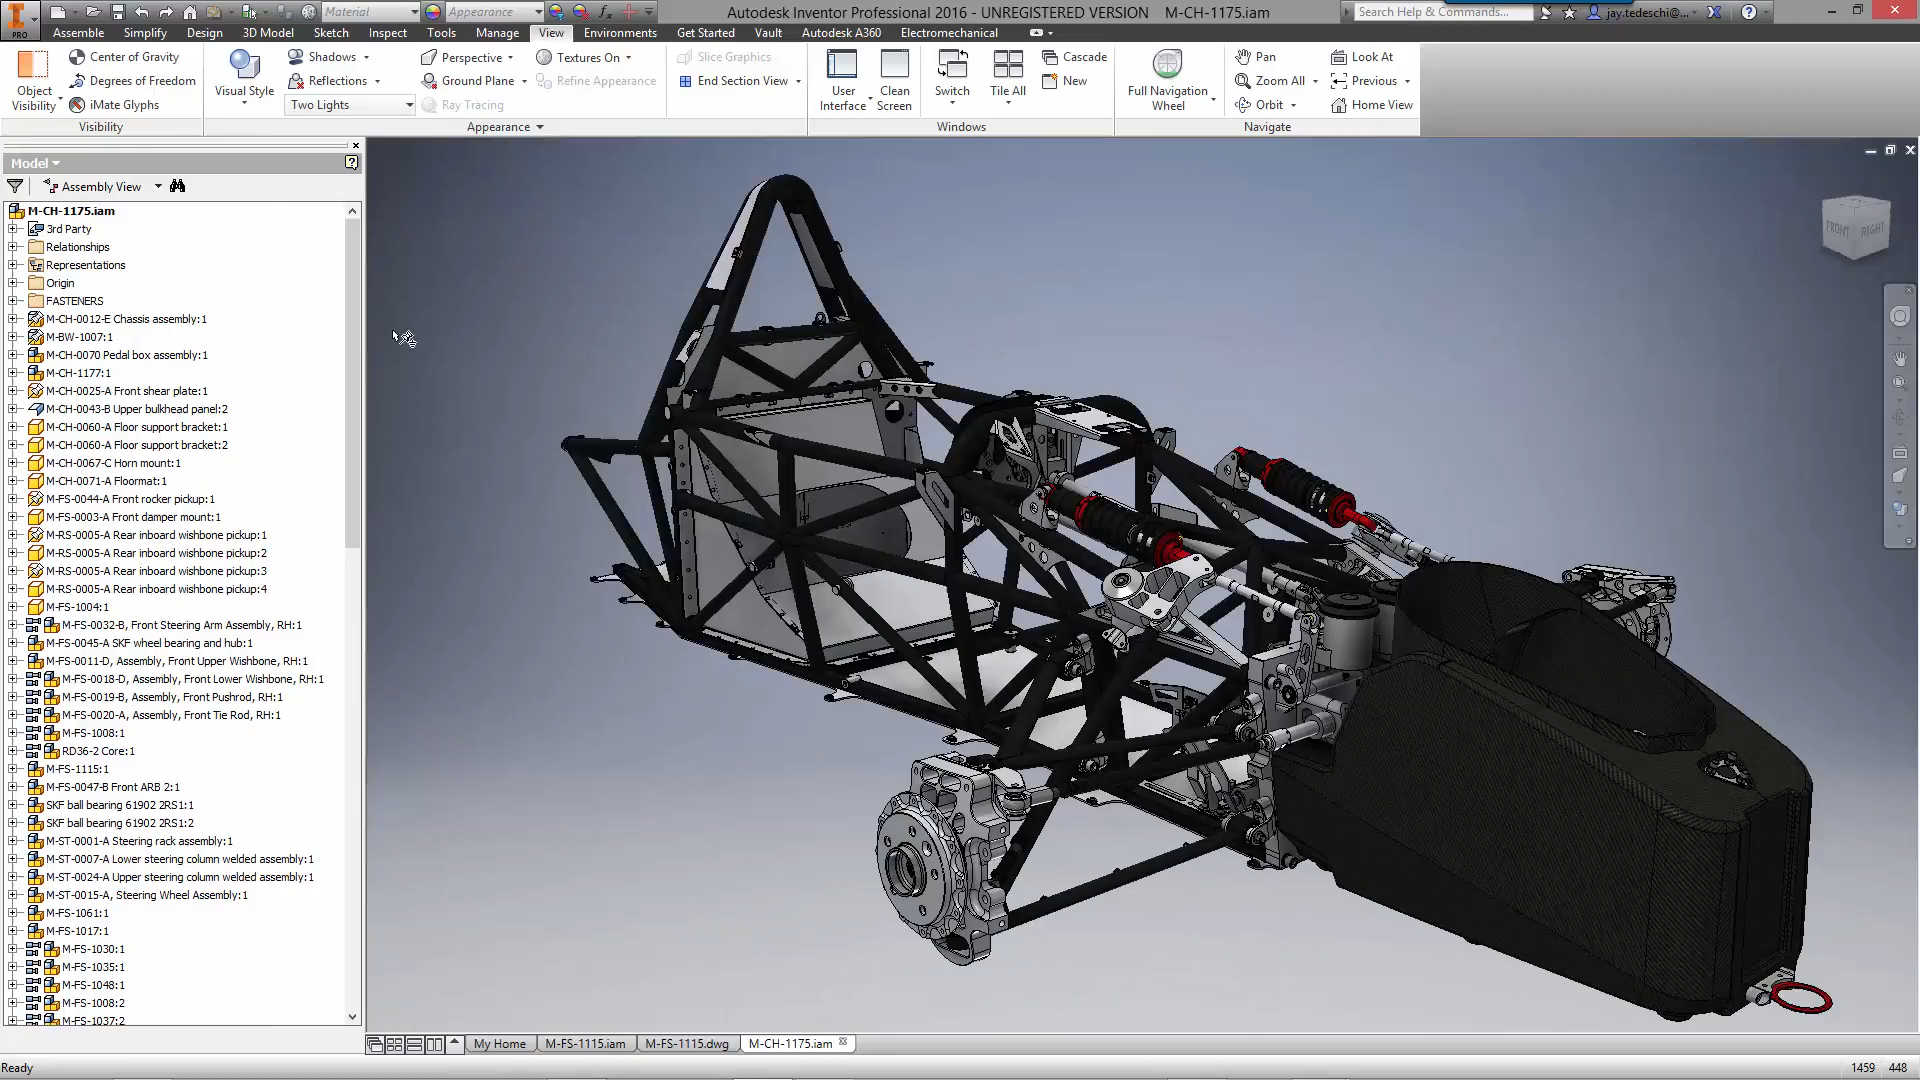 Material
Appearance
Autodesk Inventor Professional 2016 - UNREGISTERED VERSION M-CH-1175.iam
Search Help & Commands...
jay.tedeschi@...
PRO
Assemble Simplify Design 3D Model Sketch Inspect Tools Manage View Environments Get Started Vault Autodesk A360 Electromechanical
Object Visibility
Center of Gravity
Degrees of Freedom
iMate Glyphs
Visibility
Visual Style
Shadows
Reflections
Two Lights
Perspective
Ground Plane
Ray Tracing
Textures On
Refine Appearance
Appearance
Slice Graphics
End Section View
User Interface
Clean Screen
Switch
Tile All
Cascade
New
Windows
Full Navigation Wheel
Pan
Zoom All
Orbit
Look At
Previous
Home View
Navigate
Model
Assembly View
M-CH-1175.iam
3rd Party
Relationships
Representations
Origin
FASTENERS
M-CH-0012-E Chassis assembly:1
M-BW-1007:1
M-CH-0070 Pedal box assembly:1
M-CH-1177:1
M-CH-0025-A Front shear plate:1
M-CH-0043-B Upper bulkhead panel:2
M-CH-0060-A Floor support bracket:1
M-CH-0060-A Floor support bracket:2
M-CH-0067-C Horn mount:1
M-CH-0071-A Floormat:1
M-FS-0044-A Front rocker pickup:1
M-FS-0003-A Front damper mount:1
M-RS-0005-A Rear inboard wishbone pickup:1
M-RS-0005-A Rear inboard wishbone pickup:2
M-RS-0005-A Rear inboard wishbone pickup:3
M-RS-0005-A Rear inboard wishbone pickup:4
M-FS-1004:1
M-FS-0032-B, Front Steering Arm Assembly, RH:1
M-FS-0045-A SKF wheel bearing and hub:1
M-FS-0011-D, Assembly, Front Upper Wishbone, RH:1
M-FS-0018-D, Assembly, Front Lower Wishbone, RH:1
M-FS-0019-B, Assembly, Front Pushrod, RH:1
M-FS-0020-A, Assembly, Front Tie Rod, RH:1
M-FS-1008:1
RD36-2 Core:1
M-FS-1115:1
M-FS-0047-B Front ARB 2:1
SKF ball bearing 61902 2RS1:1
SKF ball bearing 61902 2RS1:2
M-ST-0001-A Steering rack assembly:1
M-ST-0007-A Lower steering column welded assembly:1
M-ST-0024-A Upper steering column welded assembly:1
M-ST-0015-A, Steering Wheel Assembly:1
M-FS-1061:1
M-FS-1017:1
M-FS-1030:1
M-FS-1035:1
M-FS-1048:1
M-FS-1008:2
M-FS-1037:2
FRONT RIGHT
My Home M-FS-1115.iam M-FS-1115.dwg M-CH-1175.iam
Ready
1459 448